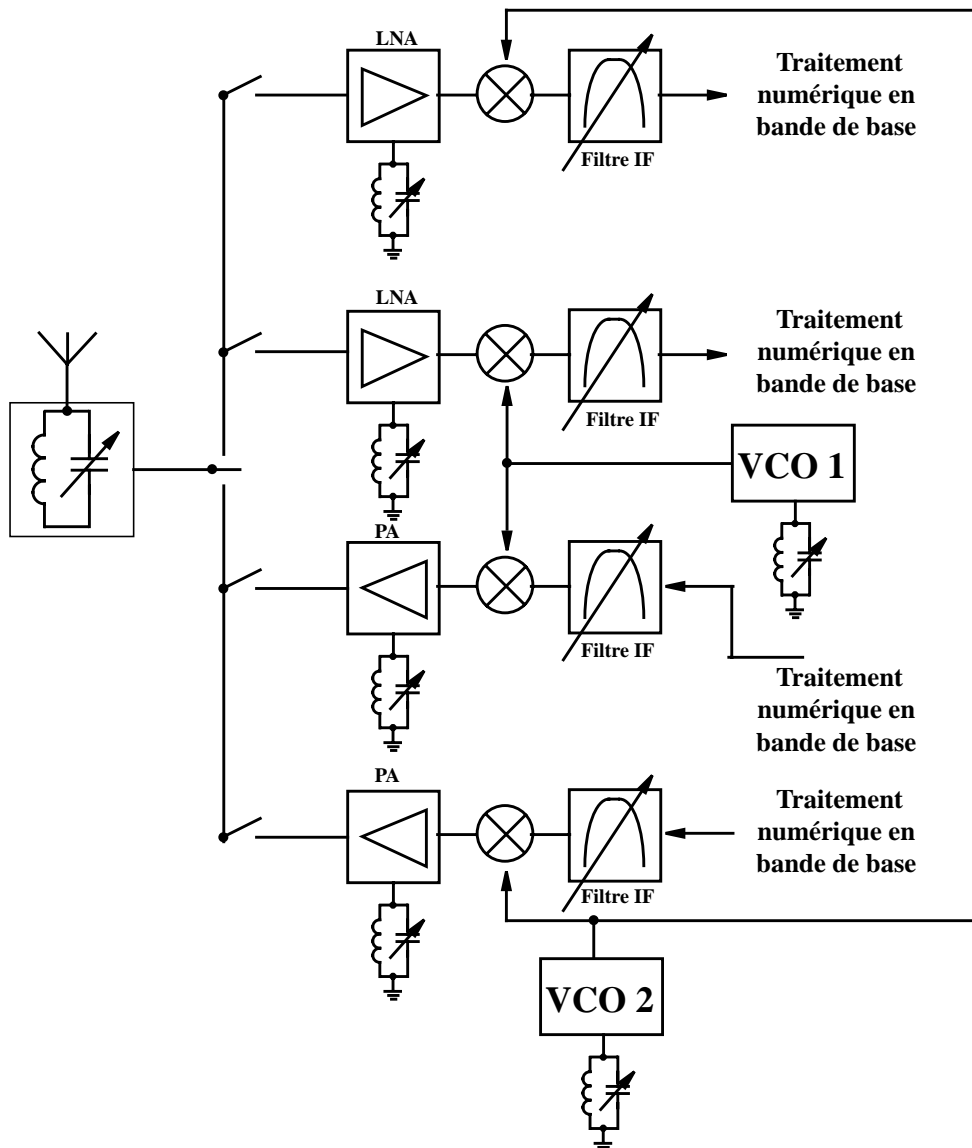 LNA
Traitement
numérique en
bande de base
Filtre IF
LNA
Traitement
numérique en
bande de base
Filtre IF
VCO 1
PA
Filtre IF
Traitement
numérique en
bande de base
PA
Traitement
numérique en
bande de base
Filtre IF
VCO 2